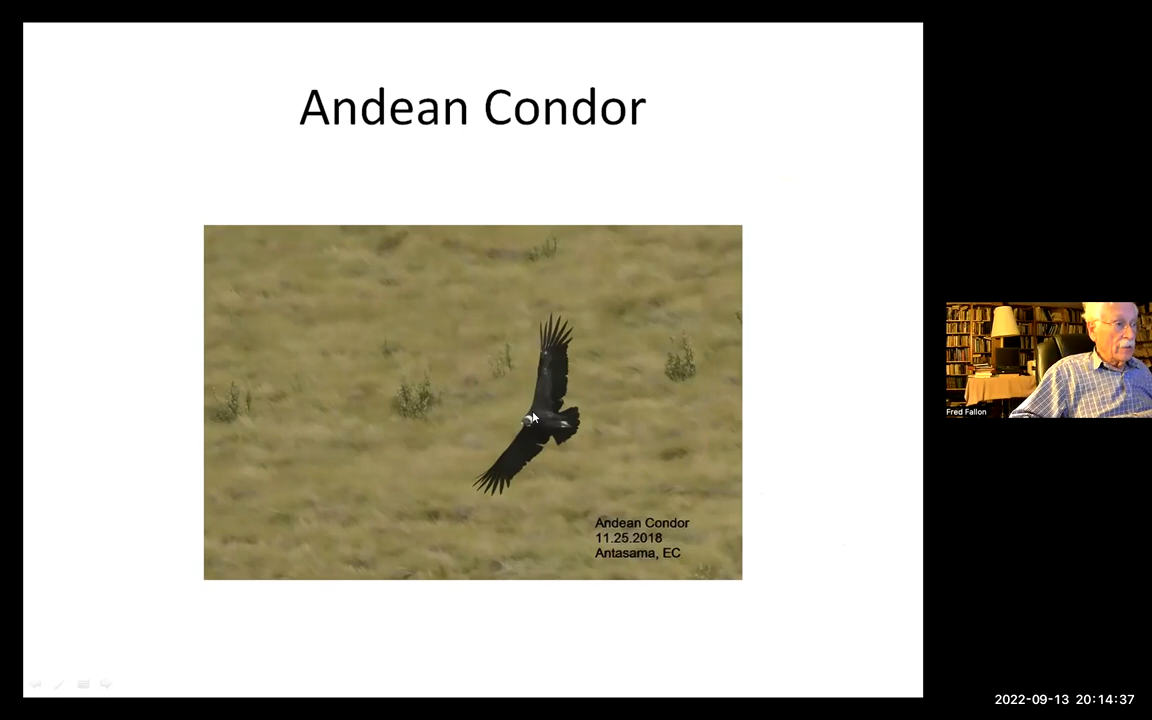 Andean Condor
Andean Condor
11.25.2018
Antasama, EC
Fred Fallon
2022-09-13 20:14:37